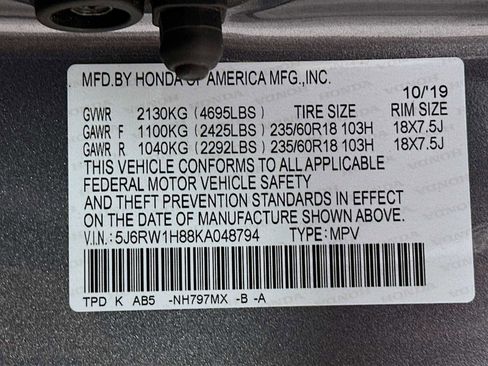 MFD.BY HONDA OF AMERICA MFG.,INC.
10/'19
GVWR 2130KG (4695LBS) TIRE SIZE RIM SIZE
GAWR F 1100KG (2425LBS) 235/60R18 103H 18X7.5J
GAWR R 1040KG (2292LBS) 235/60R18 103H 18X7.5J
THIS VEHICLE CONFORMS TO ALL APPLICABLE
FEDERAL MOTOR VEHICLE SAFETY
AND THEFT PREVENTION STANDARDS IN EFFECT
ON THE DATE OF MANUFACTURE SHOWN ABOVE.
V.I.N: 5J6RW1H88KA048794 TYPE: MPV
TPD K AB5 -NH797MX -B -A